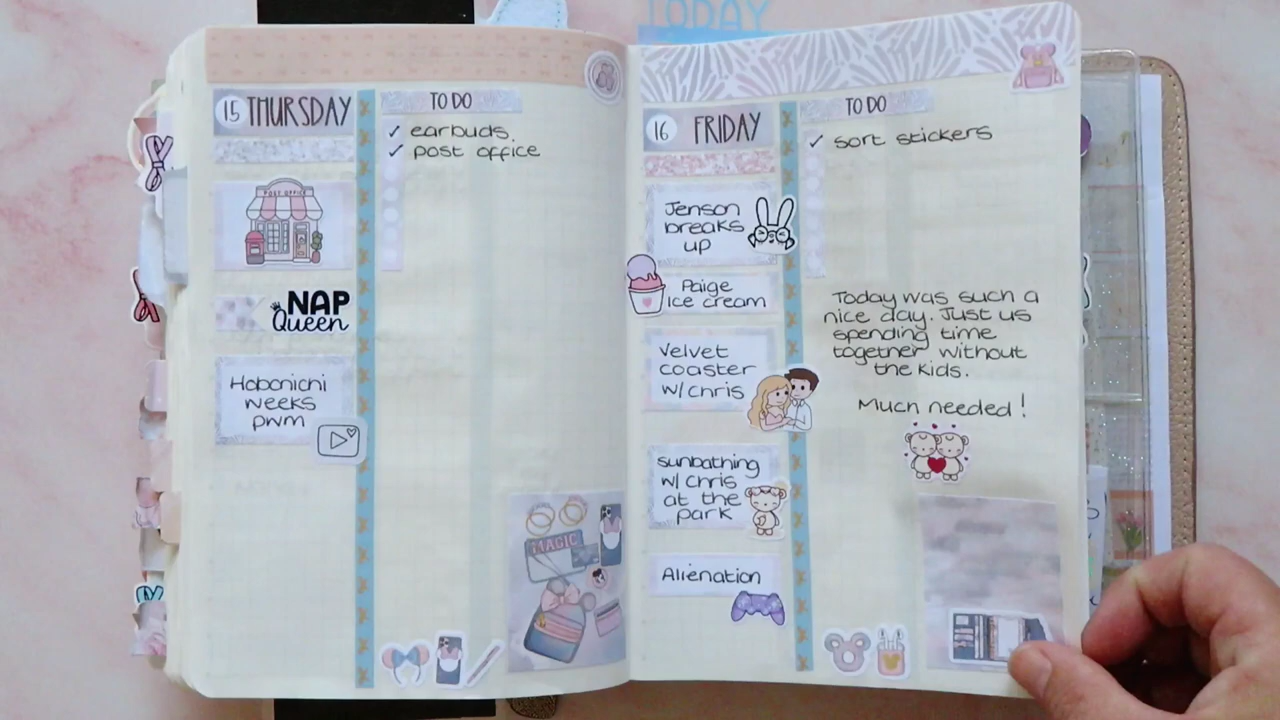 TODAY
15 THURSDAY
TO DO
✓ earbuds.
✓ post office
POST OFFICE
NAP
Queen
Hobonichi
weeks
pwm
MAGIC
16 FRIDAY
TO DO
✓ sort stickers
Jenson
breaks
up
Paige
ice cream
Velvet
coaster
w/chris
sunbathing
w/ chris
at the
park
Alienation
Today was such a
nice day. Just us
spending time
together without
the kids.
Much needed!